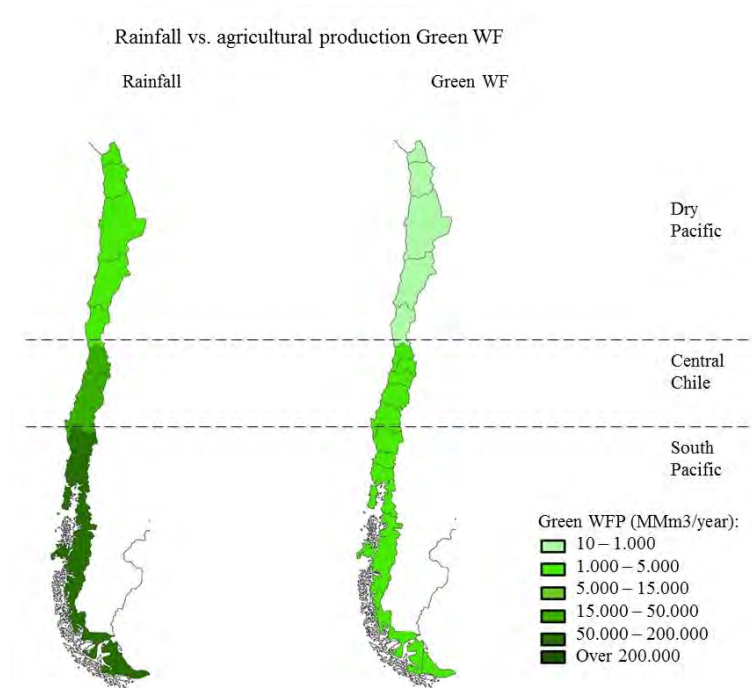 Rainfall vs. agricultural production Green WF
Rainfall
Green WF
Dry
Pacific
Central
Chile
South
Pacific
Green WFP (MMm3/year):
10 – 1.000
1.000 – 5.000
5.000 – 15.000
15.000 – 50.000
50.000 – 200.000
Over 200.000